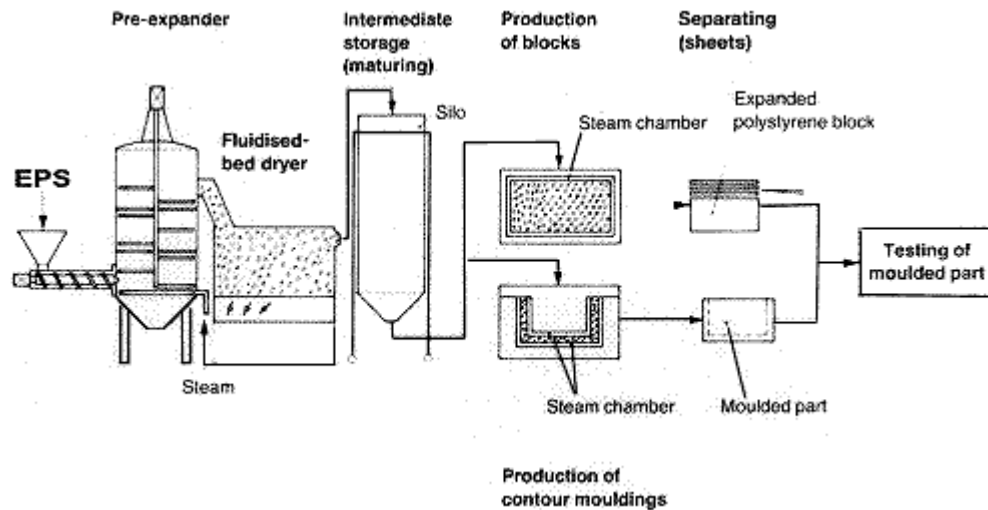 Pre-expander
Intermediate
storage
(maturing)
Production
of blocks
Separating
(sheets)
Silo
Steam chamber
Expanded
polystyrene block
Fluidised-
bed dryer
EPS
Testing of
moulded part
Steam
Steam chamber
Moulded part
Production of
contour mouldings